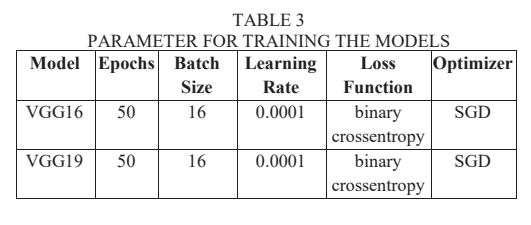 TABLE 3
PARAMETER FOR TRAINING THE MODELS
Model Epochs Batch Size Learning Rate Loss Function Optimizer
VGG16 50 16 0.0001 binary crossentropy SGD
VGG19 50 16 0.0001 binary crossentropy SGD